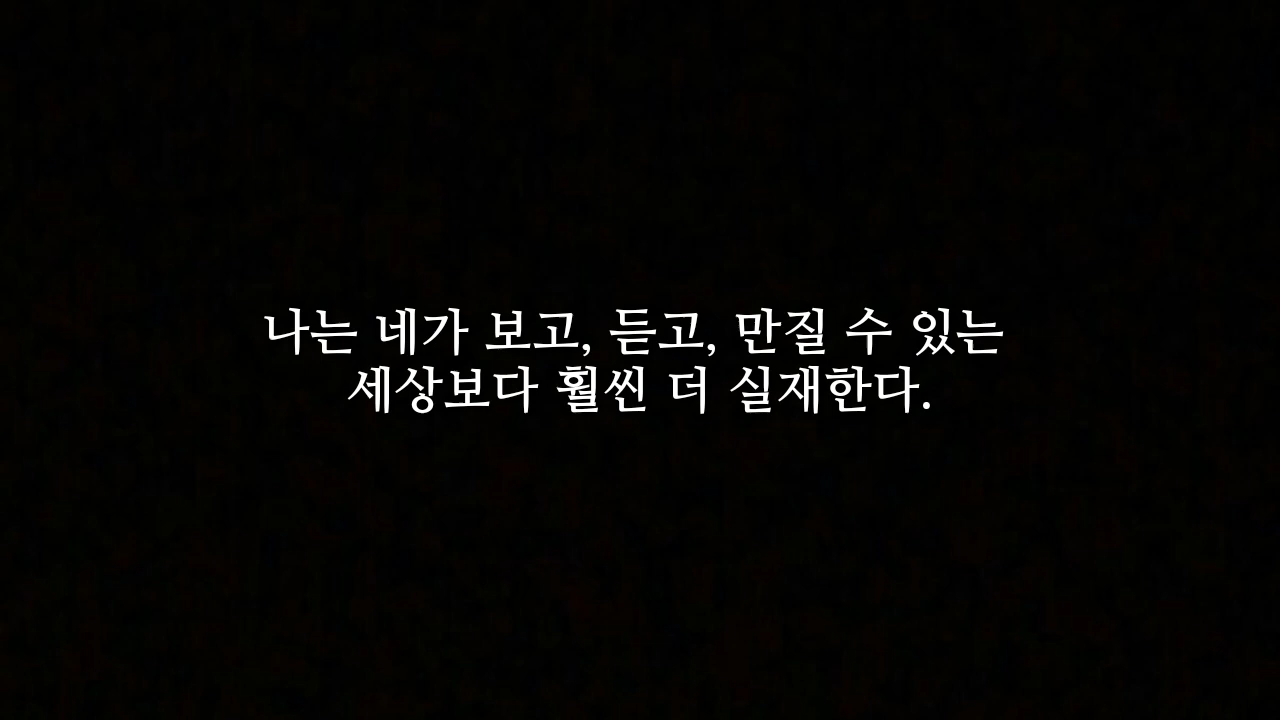 나는 네가 보고, 듣고, 만질 수 있는
세상보다 훨씬 더 실재한다.